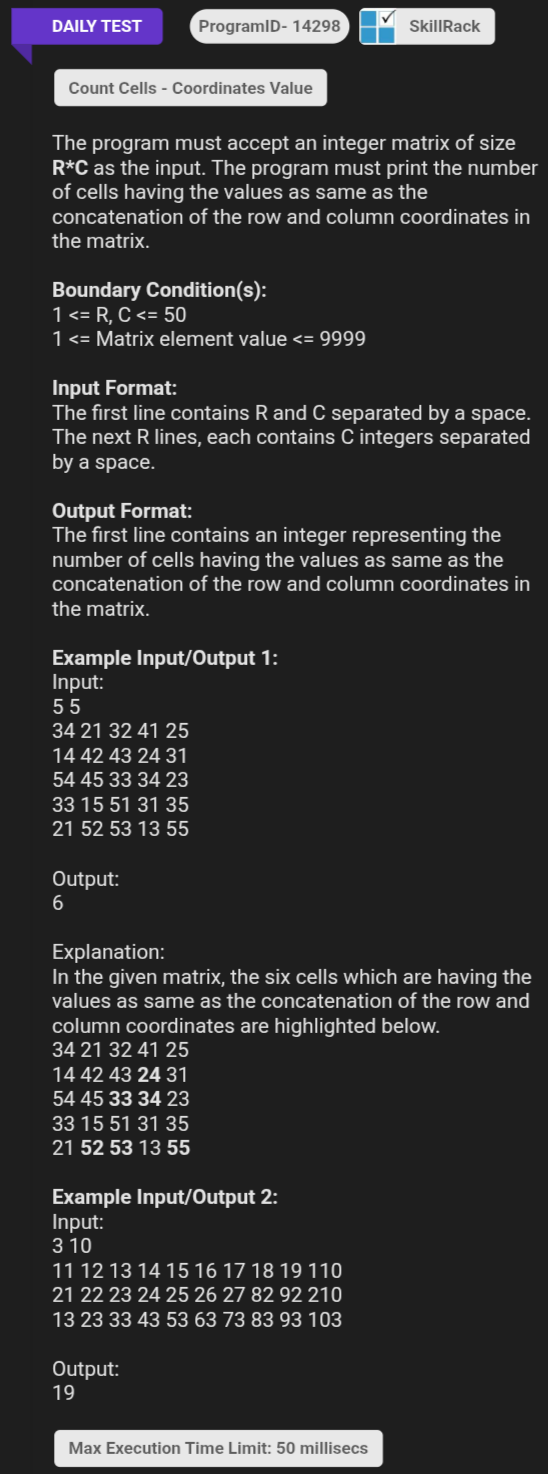 DAILY TEST
ProgramID- 14298
SkillRack
Count Cells - Coordinates Value
The program must accept an integer matrix of size
R*C as the input. The program must print the number
of cells having the values as same as the
concatenation of the row and column coordinates in
the matrix.
Boundary Condition(s):
1 <= R, C <= 50
1 <= Matrix element value <= 9999
Input Format:
The first line contains R and C separated by a space.
The next R lines, each contains C integers separated
by a space.
Output Format:
The first line contains an integer representing the
number of cells having the values as same as the
concatenation of the row and column coordinates in
the matrix.
Example Input/Output 1:
Input:
5 5
34 21 32 41 25
14 42 43 24 31
54 45 33 34 23
33 15 51 31 35
21 52 53 13 55
Output:
6
Explanation:
In the given matrix, the six cells which are having the
values as same as the concatenation of the row and
column coordinates are highlighted below.
34 21 32 41 25
14 42 43 24 31
54 45 33 34 23
33 15 51 31 35
21 52 53 13 55
Example Input/Output 2:
Input:
3 10
11 12 13 14 15 16 17 18 19 110
21 22 23 24 25 26 27 82 92 210
13 23 33 43 53 63 73 83 93 103
Output:
19
Max Execution Time Limit: 50 millisecs